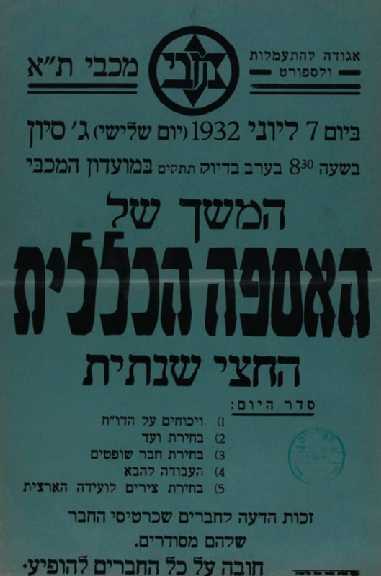 אגודה להתעמלות
ולספורט
מכבי
מכבי ת"א
ביום 7 ליוני 1932 (יום שלישי) ג' סיון
בשעה 8³⁰ בערב בדיוק תתקים במועדון המכבי
המשך של
האספה הכללית
החצי שנתית
סדר היום:
1) ויכוחים על הדו"ח
2) בחירת ועד
3) בחירת חבר שופטים
4) העבודה להבא
5) בחירת צירים לועידה הארצית
זכות הדעה לחברים שכרטיסי החבר
שלהם מסודרים.
חובה על כל החברים להופיע.